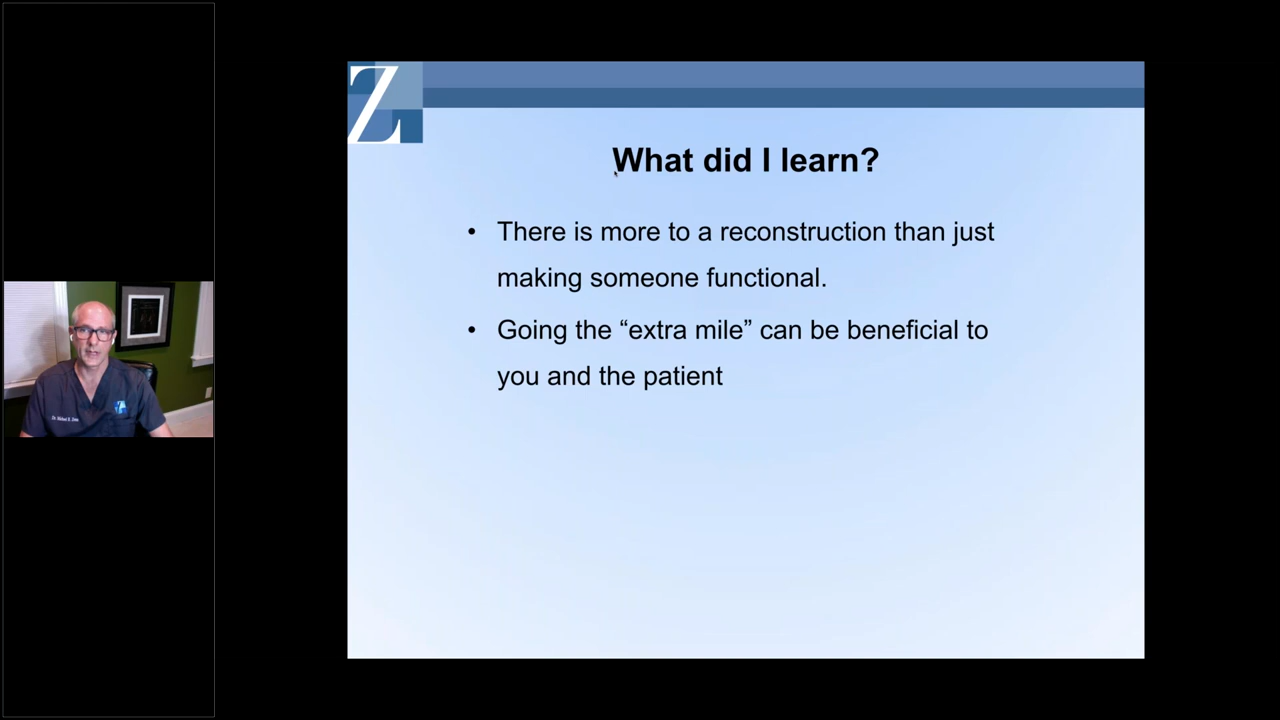 Z
What did I learn?
• There is more to a reconstruction than just
making someone functional.
• Going the “extra mile” can be beneficial to
you and the patient